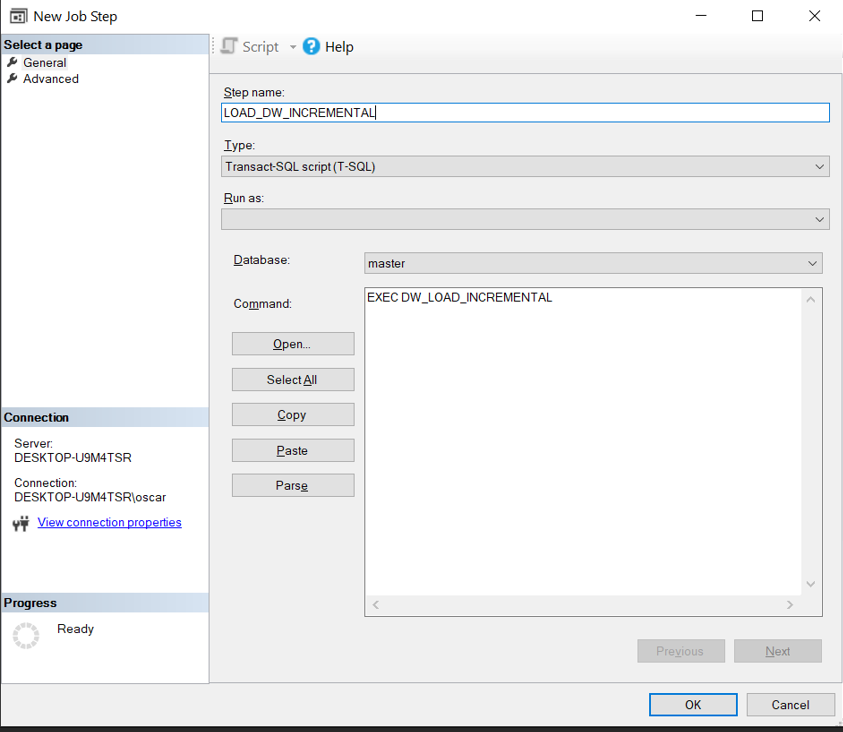 New Job Step
Select a page
General
Advanced
Script
Help
Step name:
LOAD_DW_INCREMENTAL
Type:
Transact-SQL script (T-SQL)
Run as:
Database:
master
Command:
EXEC DW_LOAD_INCREMENTAL
Open...
Select All
Copy
Paste
Parse
Connection
Server:
DESKTOP-U9M4TSR
Connection:
DESKTOP-U9M4TSR\oscar
View connection properties
Progress
Ready
Previous
Next
OK
Cancel